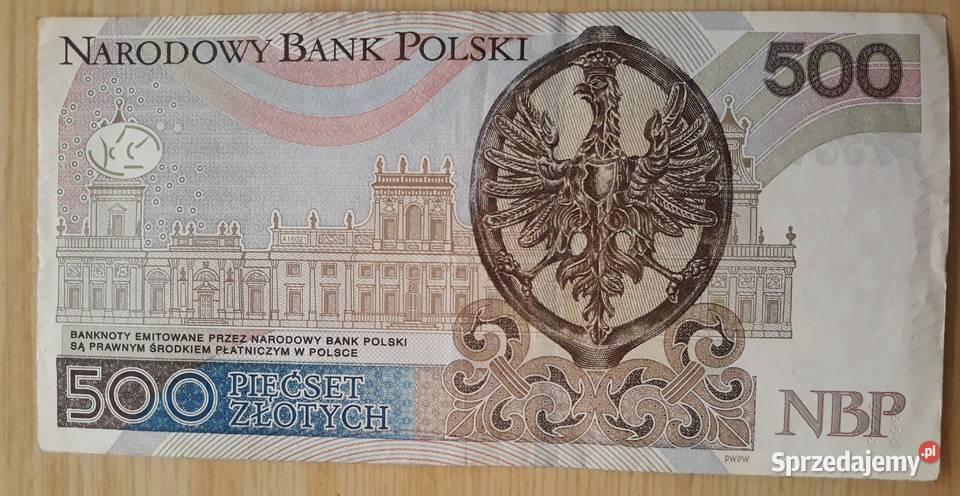 NARODOWY BANK POLSKI
500
A16021
BANKNOTY EMITOWANE PRZEZ NARODOWY BANK POLSKI
SĄ PRAWNYM ŚRODKIEM PŁATNICZYM W POLSCE
500 PIĘĆSET
ZŁOTYCH
NBP
PWPW
Sprzedajemy.pl